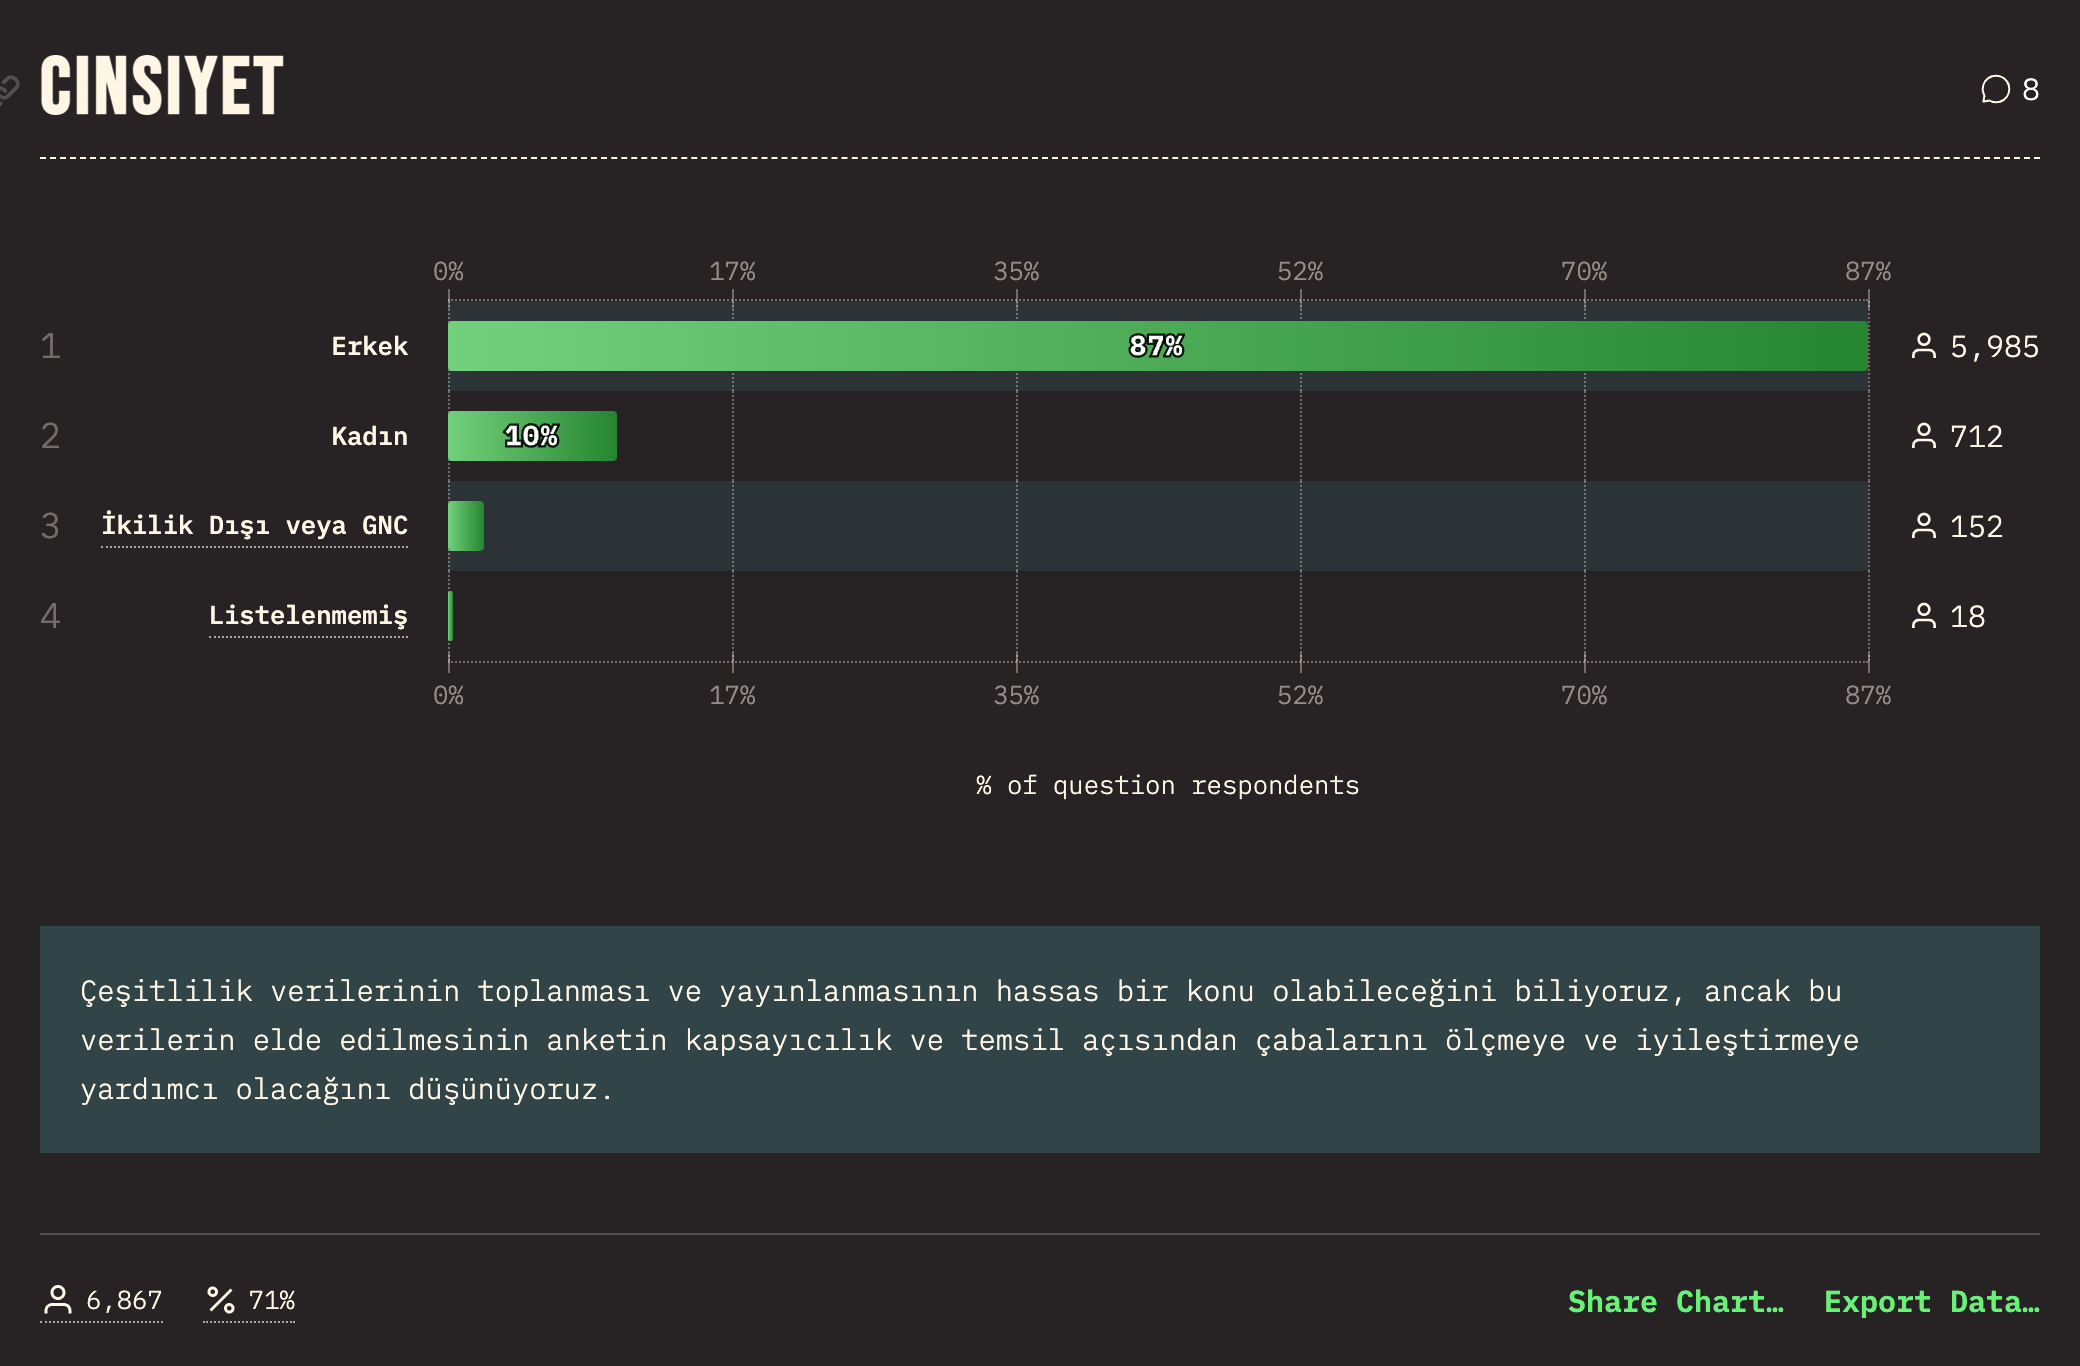 CINSIYET
8
0% 17% 35% 52% 70% 87%
1 Erkek 87% 5,985
2 Kadın 10% 712
3 İkilik Dışı veya GNC 152
4 Listelenmemiş 18
0% 17% 35% 52% 70% 87%
% of question respondents
Çeşitlilik verilerinin toplanması ve yayınlanmasının hassas bir konu olabileceğini biliyoruz, ancak bu
verilerin elde edilmesinin anketin kapsayıcılık ve temsil açısından çabalarını ölçmeye ve iyileştirmeye
yardımcı olacağını düşünüyoruz.
6,867 71% Share Chart… Export Data…